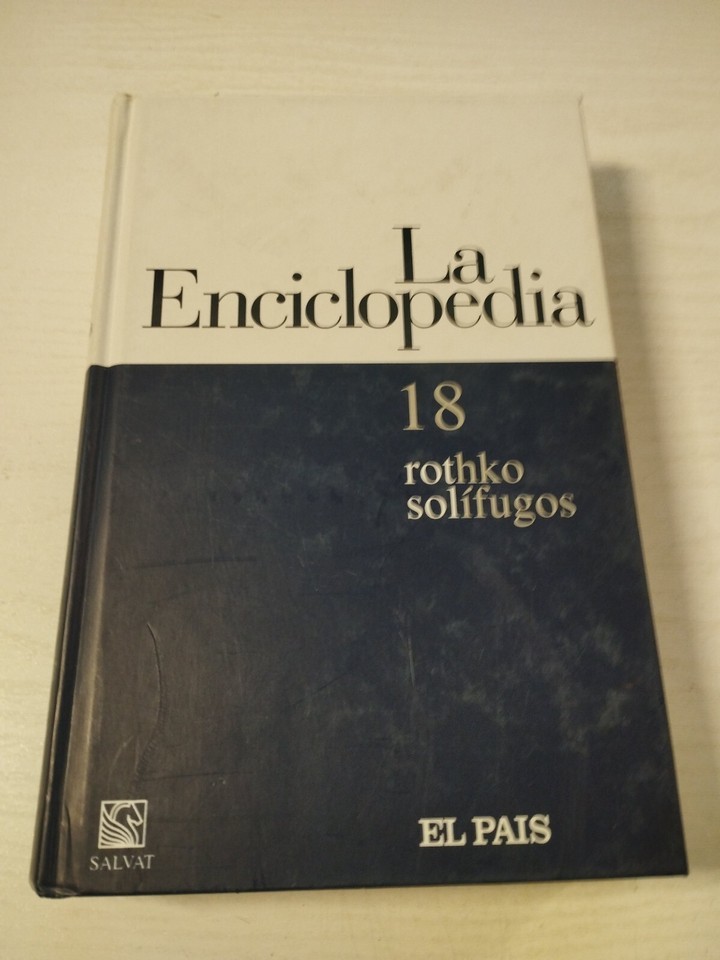 La
Enciclopedia
18
rothko
solífugos
SALVAT
EL PAIS